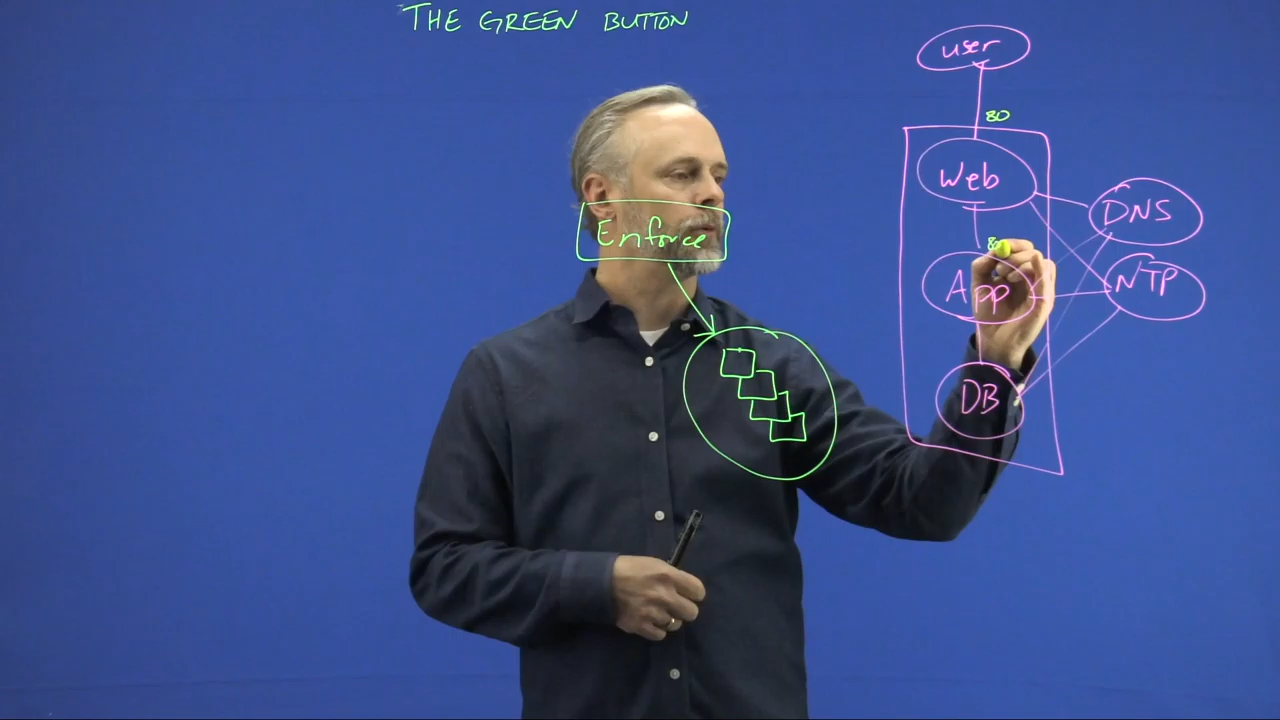 THE GREEN BUTTON
user
80
Web
DNS
Enforce
App
NTP
DB